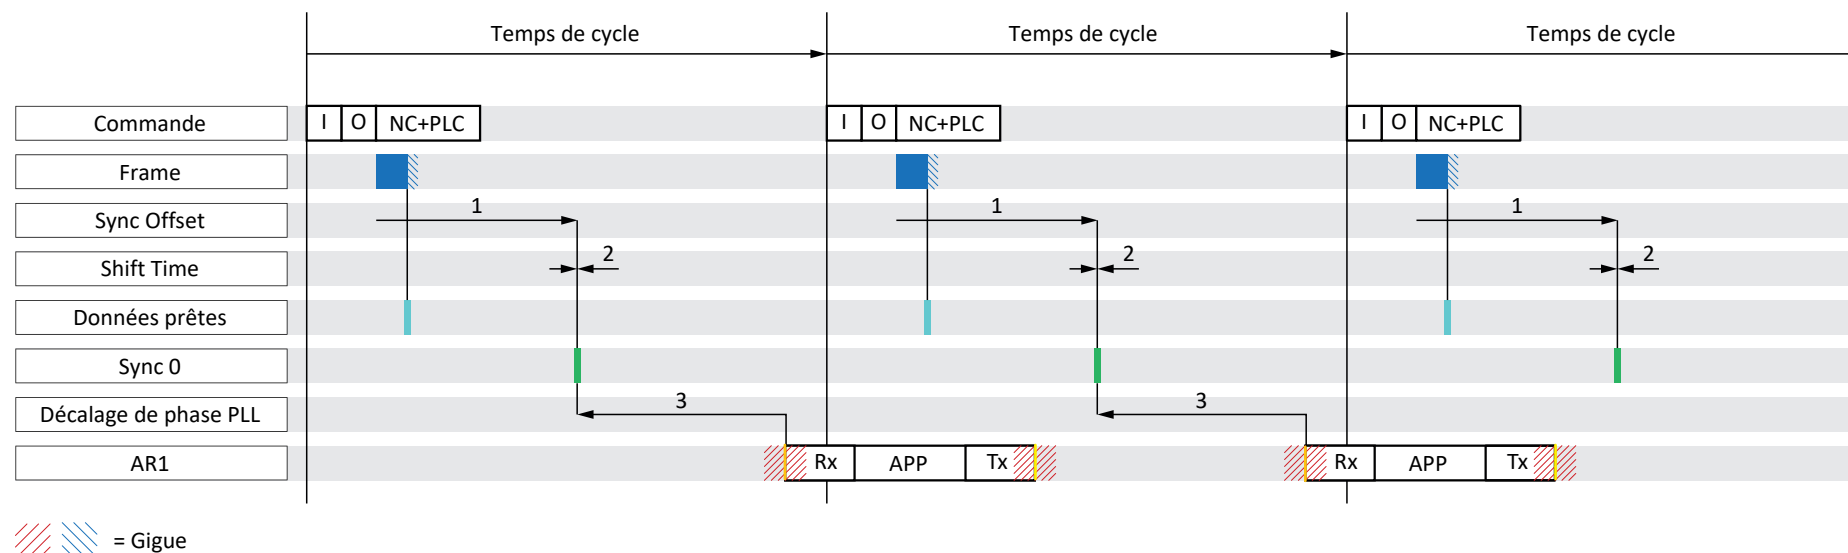 Temps de cycle Temps de cycle Temps de cycle
Commande I O NC+PLC I O NC+PLC I O NC+PLC
Frame
Sync Offset 1 1 1
Shift Time 2 2 2
Données prêtes
Sync 0
Décalage de phase PLL 3 3
AR1 Rx APP Tx Rx APP Tx
= Gigue